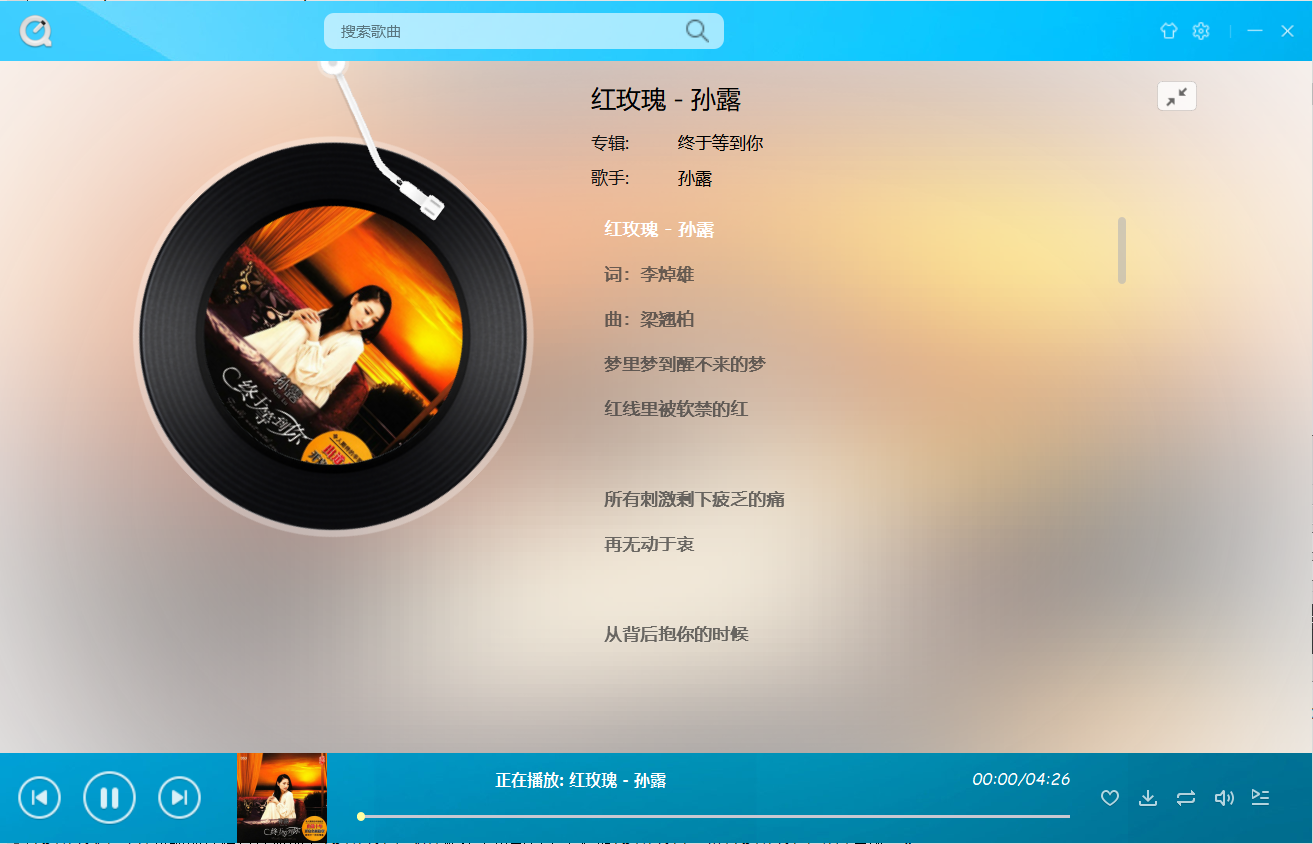 搜索歌曲
红玫瑰 - 孙露
专辑: 终于等到你
歌手: 孙露
红玫瑰 - 孙露
词：李焯雄
曲：梁翘柏
梦里梦到醒不来的梦
红线里被软禁的红
所有刺激剩下疲乏的痛
再无动于衷
从背后抱你的时候
孙露
终于等到你
正在播放: 红玫瑰 - 孙露
00:00/04:26